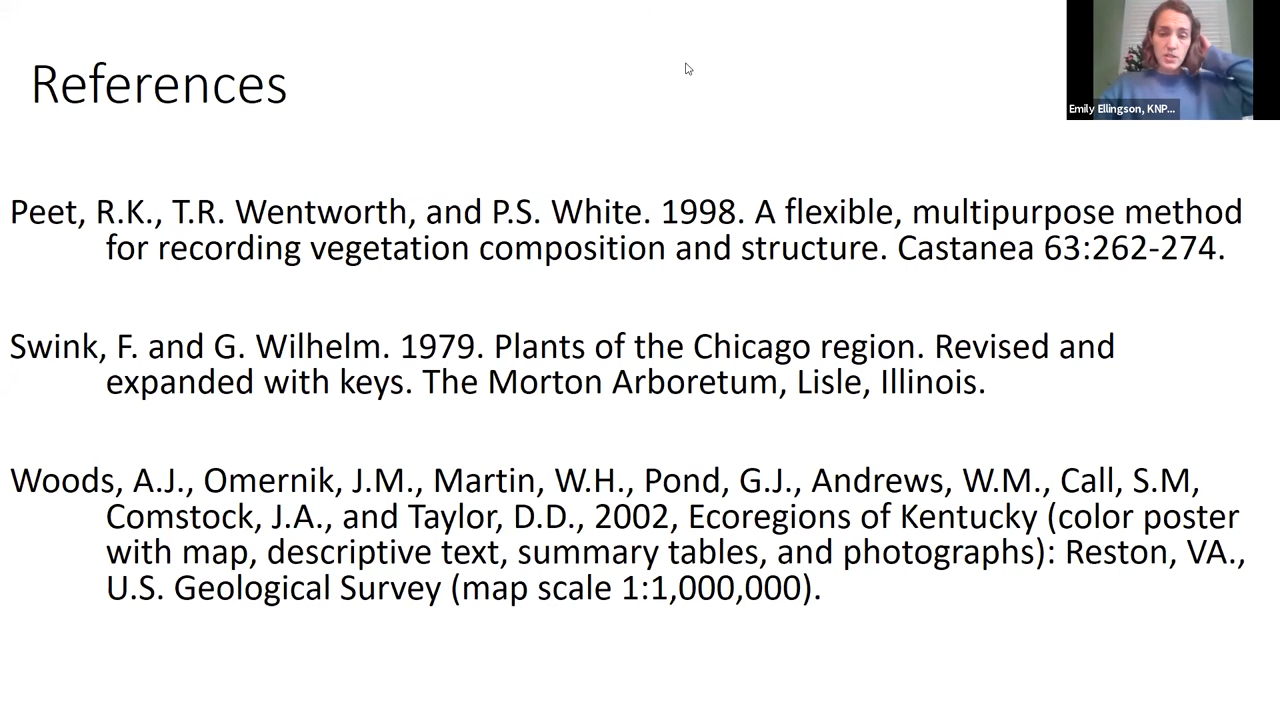 References
Emily Ellingson, KNP...
Peet, R.K., T.R. Wentworth, and P.S. White. 1998. A flexible, multipurpose method
for recording vegetation composition and structure. Castanea 63:262-274.
Swink, F. and G. Wilhelm. 1979. Plants of the Chicago region. Revised and
expanded with keys. The Morton Arboretum, Lisle, Illinois.
Woods, A.J., Omernik, J.M., Martin, W.H., Pond, G.J., Andrews, W.M., Call, S.M,
Comstock, J.A., and Taylor, D.D., 2002, Ecoregions of Kentucky (color poster
with map, descriptive text, summary tables, and photographs): Reston, VA.,
U.S. Geological Survey (map scale 1:1,000,000).